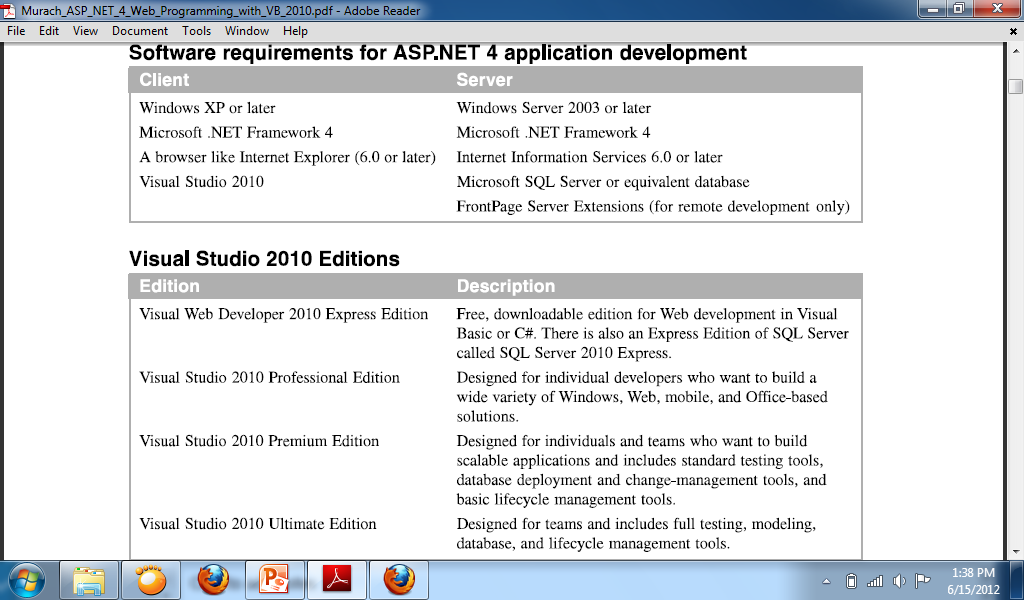 Murach_ASP_NET_4_Web_Programming_with_VB_2010.pdf - Adobe Reader
File Edit View Document Tools Window Help
Software requirements for ASP.NET 4 application development
Client Server
Windows XP or later Windows Server 2003 or later
Microsoft .NET Framework 4 Microsoft .NET Framework 4
A browser like Internet Explorer (6.0 or later) Internet Information Services 6.0 or later
Visual Studio 2010 Microsoft SQL Server or equivalent database
FrontPage Server Extensions (for remote development only)
Visual Studio 2010 Editions
Edition Description
Visual Web Developer 2010 Express Edition Free, downloadable edition for Web development in Visual
Basic or C#. There is also an Express Edition of SQL Server
called SQL Server 2010 Express.
Visual Studio 2010 Professional Edition Designed for individual developers who want to build a
wide variety of Windows, Web, mobile, and Office-based
solutions.
Visual Studio 2010 Premium Edition Designed for individuals and teams who want to build
scalable applications and includes standard testing tools,
database deployment and change-management tools, and
basic lifecycle management tools.
Visual Studio 2010 Ultimate Edition Designed for teams and includes full testing, modeling,
database, and lifecycle management tools.
1:38 PM
6/15/2012